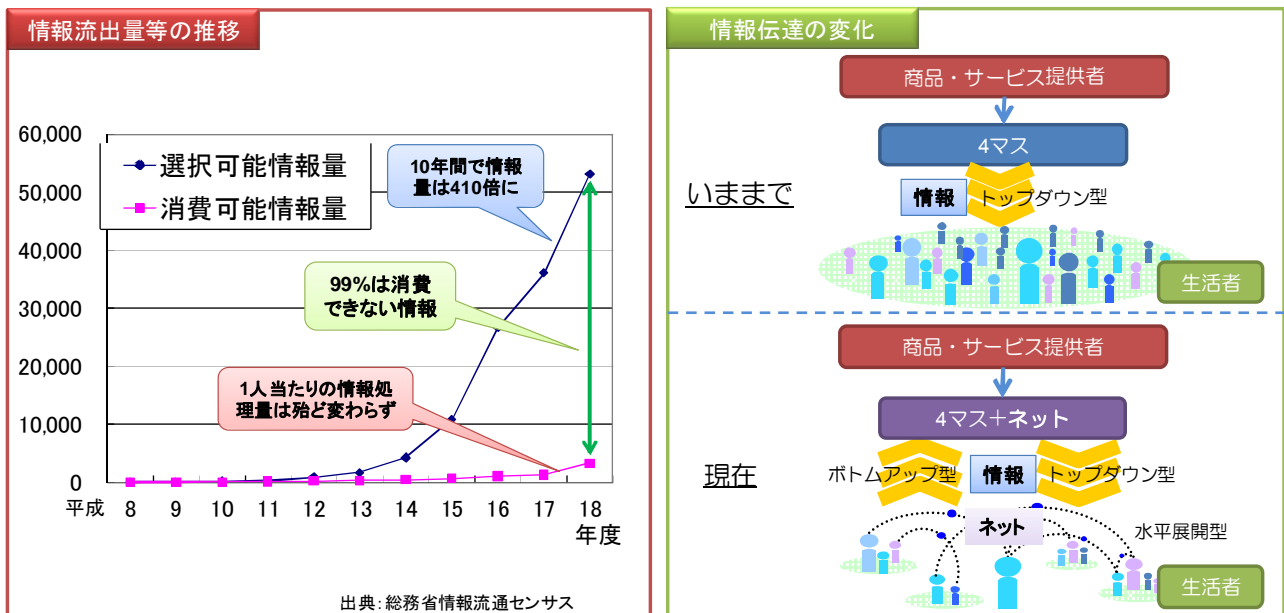 情報流出量等の推移
60,000
50,000
40,000
30,000
20,000
10,000
0
選択可能情報量
消費可能情報量
10年間で情報
量は410倍に
99%は消費
できない情報
1人当たりの情報処
理量は殆ど変わらず
平成 8 9 10 11 12 13 14 15 16 17 18
年度
出典:総務省情報流通センサス
情報伝達の変化
商品・サービス提供者
4マス
いままで
情報
トップダウン型
生活者
商品・サービス提供者
4マス+ネット
現在
ボトムアップ型
情報
トップダウン型
ネット
水平展開型
生活者